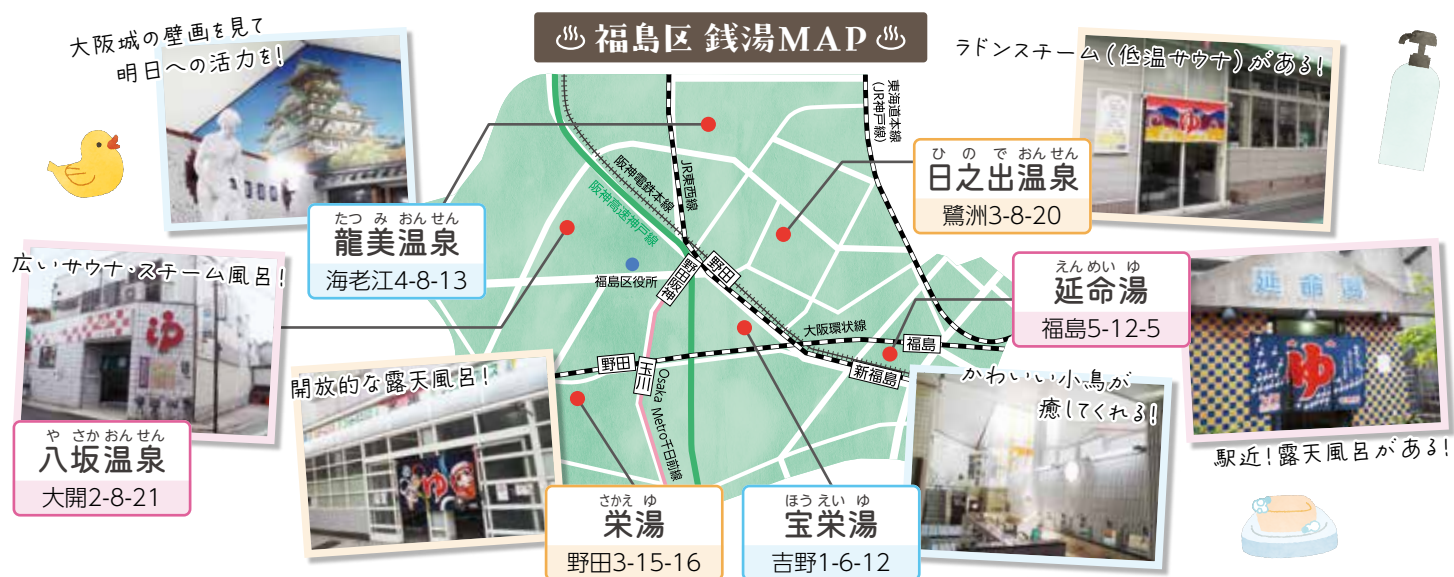 福島区 銭湯MAP
大阪城の壁画を見て
明日への活力を!
たつ み おんせん
龍美温泉
海老江4-8-13
ラドンスチーム(低温サウナ)がある!
ゆ
ひ の で おんせん
日之出温泉
鷺洲3-8-20
広いサウナ・スチーム風呂!
ゆ
や さか おんせん
八坂温泉
大開2-8-21
えん めい ゆ
延命湯
福島5-12-5
延命湯
ゆ
駅近!露天風呂がある!
開放的な露天風呂!
ゆ
さかえ ゆ
栄湯
野田3-15-16
かわいい小鳥が
癒してくれる!
ほう えい ゆ
宝栄湯
吉野1-6-12
東海道本線
(JR神戸線)
JR東西線
阪神電鉄本線
阪神高速神戸線
福島区役所
野田阪神
野田
大阪環状線
福島
新福島
野田
玉川
Osaka Metro千日前線